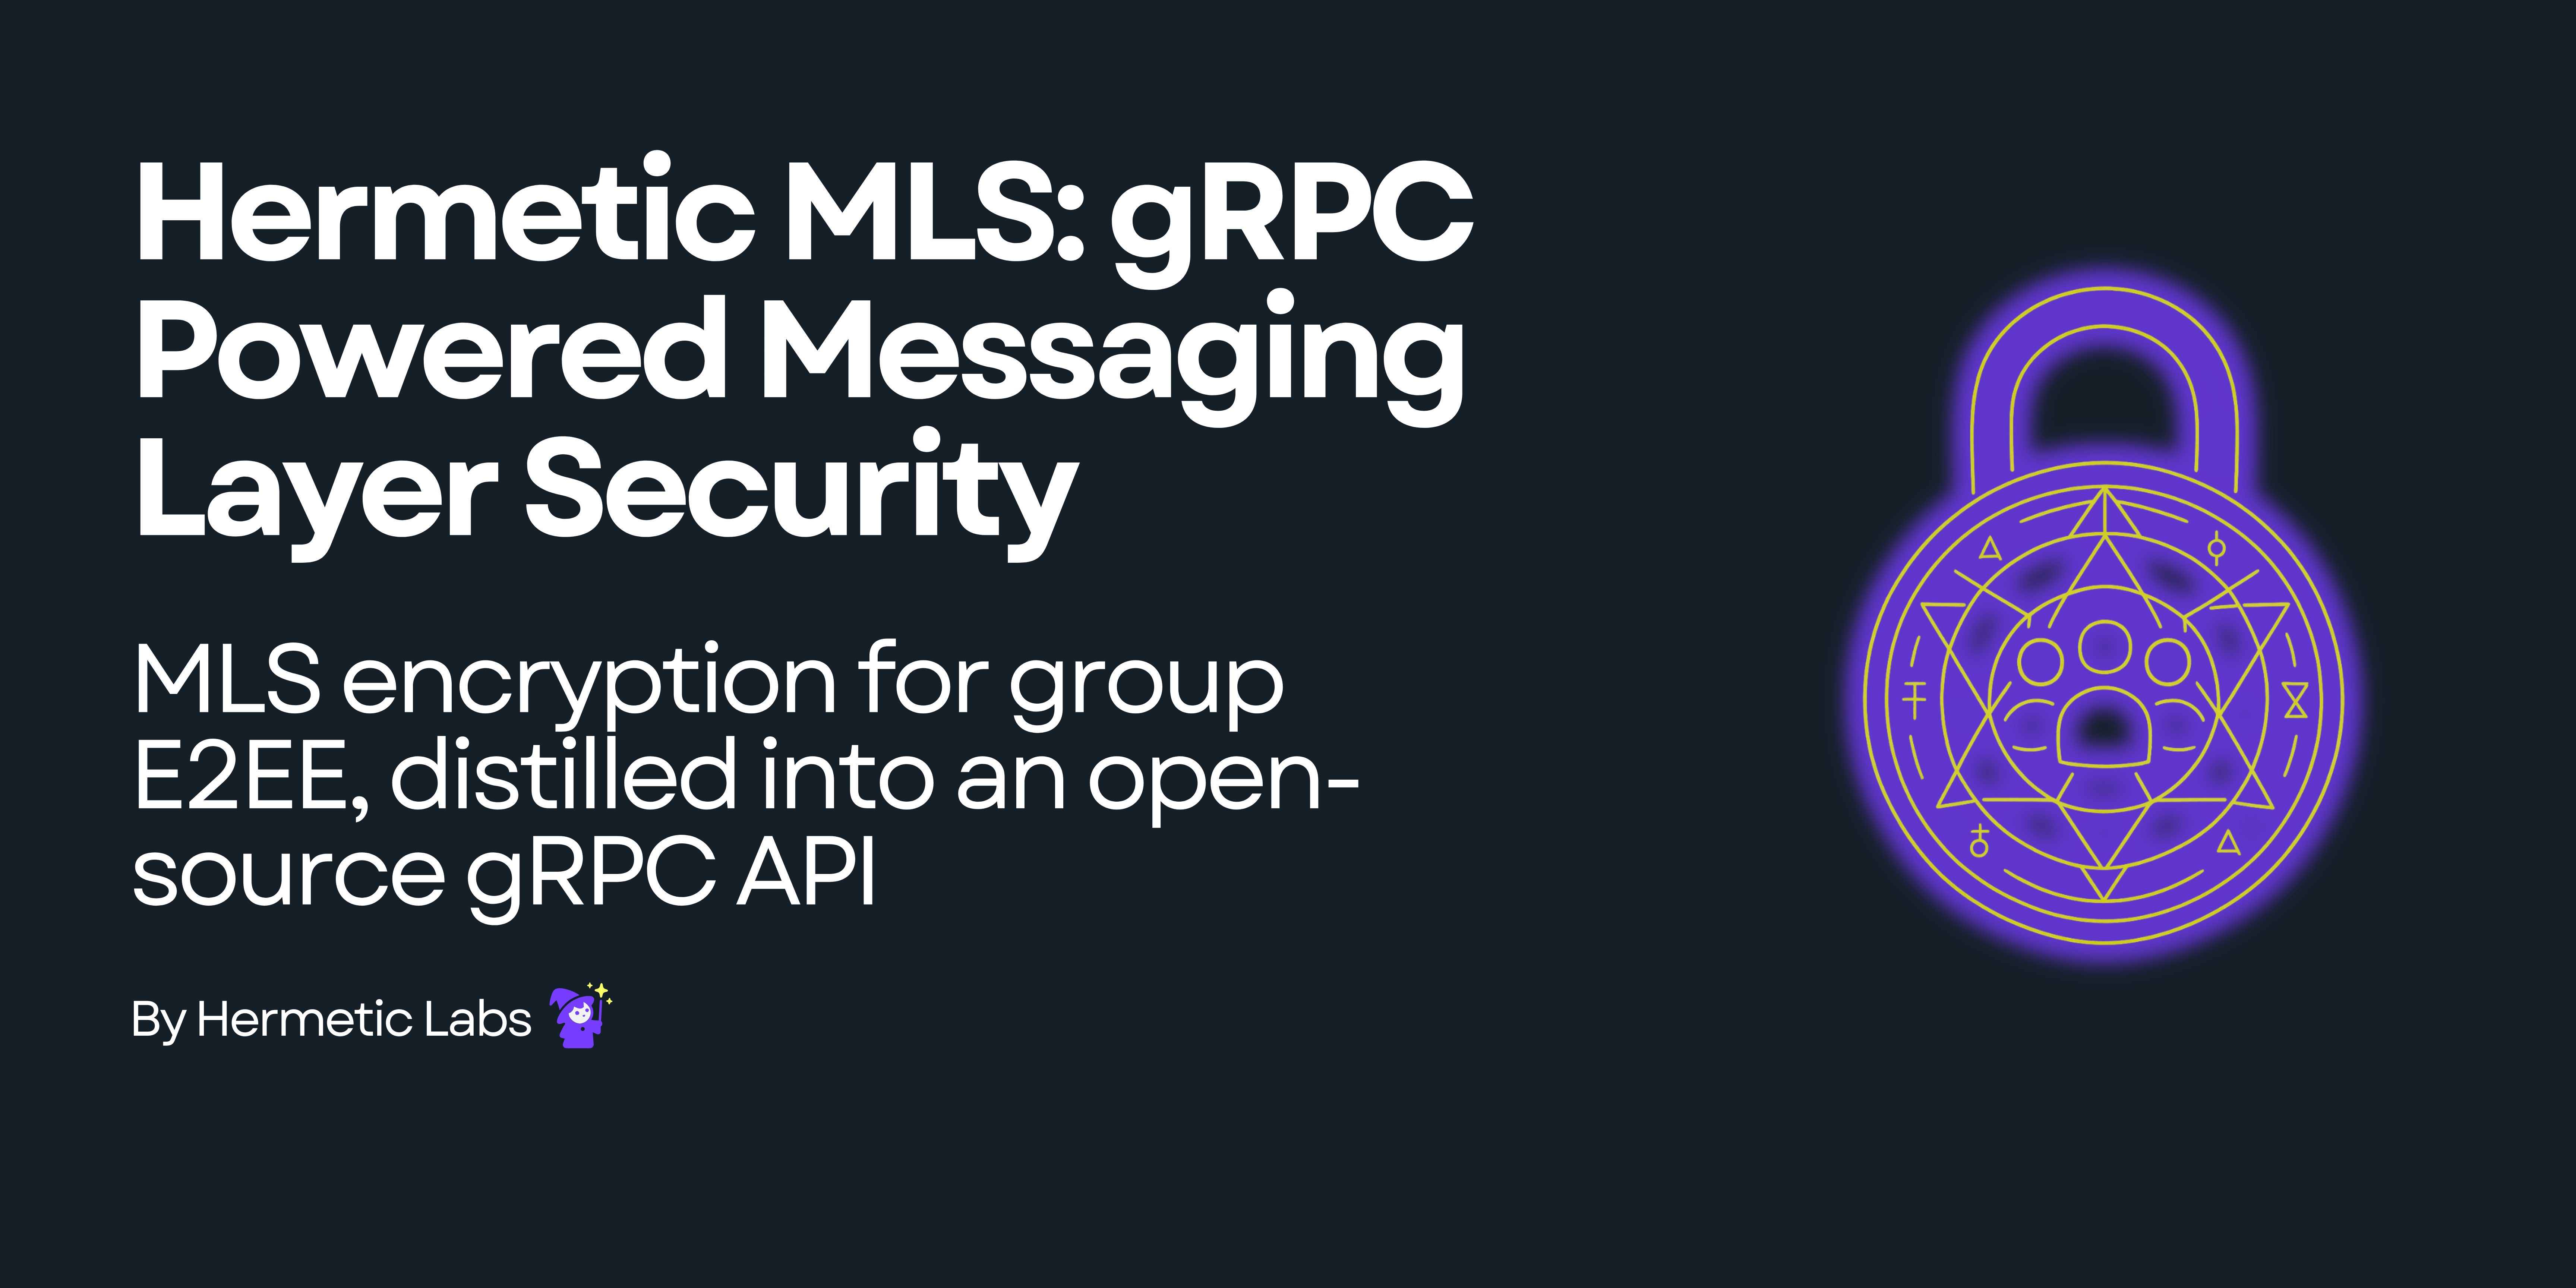 Hermetic MLS: gRPC
Powered Messaging
Layer Security
MLS encryption for group
E2EE, distilled into an open-
source gRPC API
By Hermetic Labs